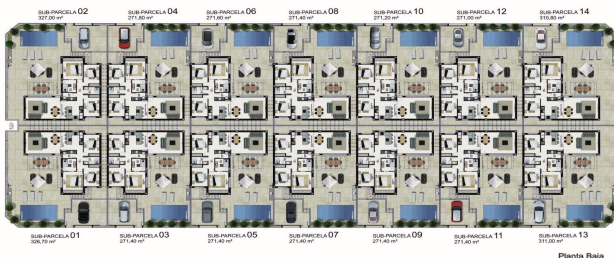 SUB-PARCELA 02
327,00 m²
SUB-PARCELA 04
271,80 m²
SUB-PARCELA 06
271,60 m²
SUB-PARCELA 08
271,40 m²
SUB-PARCELA 10
271,20 m²
SUB-PARCELA 12
271,00 m²
SUB-PARCELA 14
310,80 m²
SUB-PARCELA 01
326,70 m²
SUB-PARCELA 03
271,40 m²
SUB-PARCELA 05
271,40 m²
SUB-PARCELA 07
271,40 m²
SUB-PARCELA 09
271,40 m²
SUB-PARCELA 11
271,40 m²
SUB-PARCELA 13
311,00 m²
Planta Baja